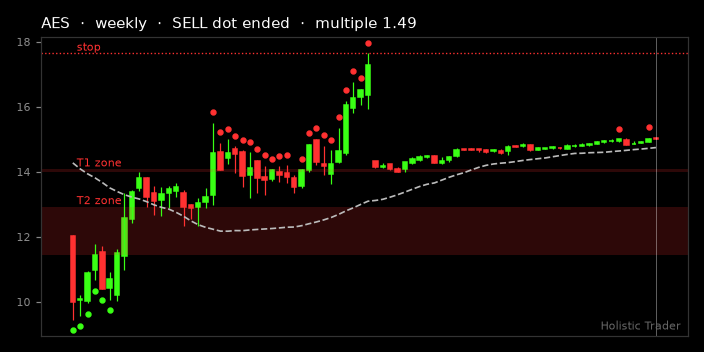 AES · weekly · SELL dot ended · multiple 1.49
18
stop
16
T1 zone
14
T2 zone
12
10
Holistic Trader